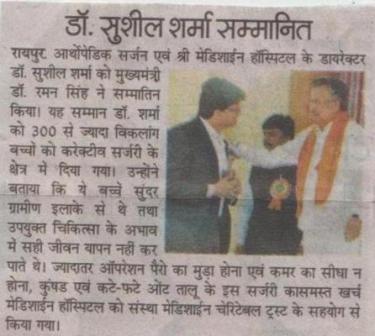 डॉ. सुशील शर्मा सम्मानित
रायपुर. आर्थोपेडिक सर्जन एवं श्री मेडिशाईन हॉस्पिटल के डायरेक्टर
डॉ. सुशील शर्मा को मुख्यमंत्री
डॉ. रमन सिंह ने सम्मातिन
किया। यह सम्मान डॉ. शर्मा
को 300 से ज्यादा विकलांग
बच्चों को करेक्टीव सर्जरी के
क्षेत्र में दिया गया। उन्होंने
बताया कि ये बच्चे सुंदर
ग्रामीण इलाके से थे तथा
उपयुक्त चिकित्सा के अभाव
में सही जीवन यापन नहीं कर
पाते थे। ज्यादातर ऑपरेशन पैरो का मुड़ा होना एवं कमर का सीधा न
होना, कुंषड एवं कटे-फटे ओंट तालू के इस सर्जरी कासमस्त खर्च
मेडिशाईन हॉस्पिटल को संस्था मेडिशाईन चेरिटेबल ट्रस्ट के सहयोग से
किया गया।